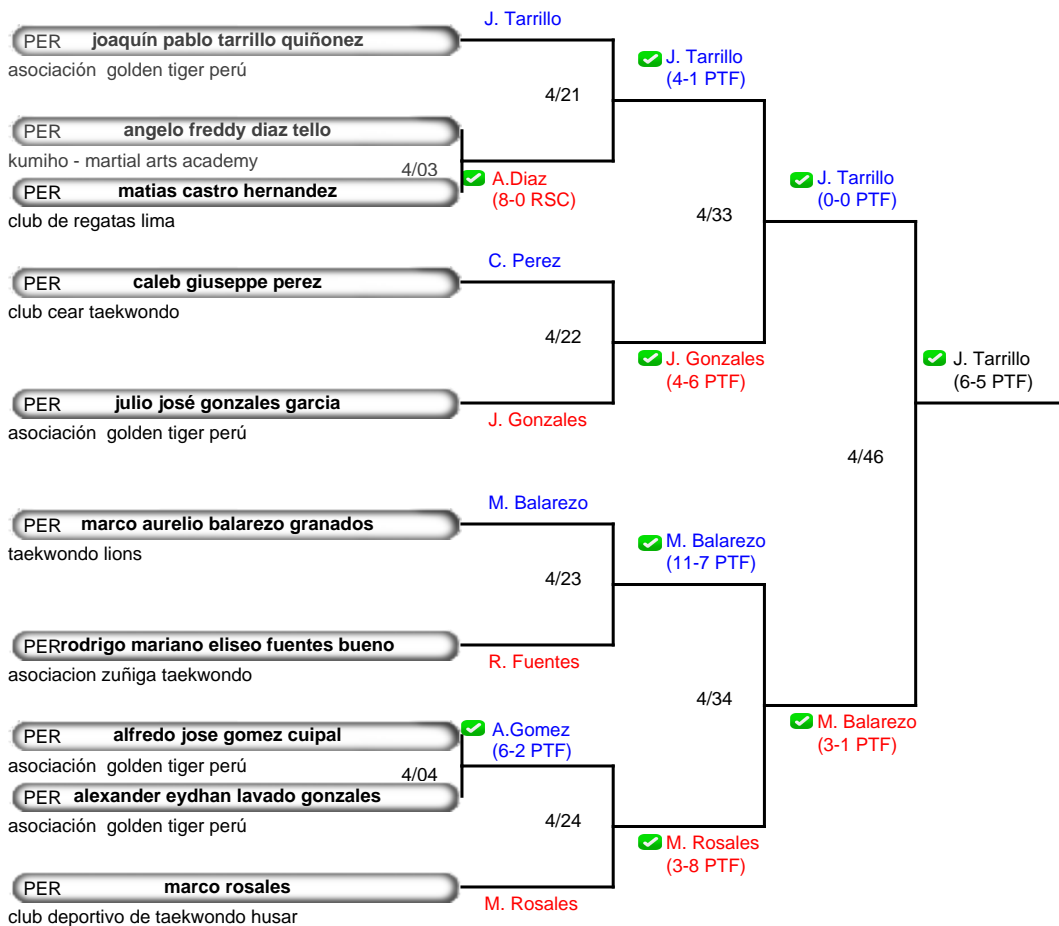 J. Tarrillo
PER joaquín pablo tarrillo quiñonez
asociación golden tiger perú
J. Tarrillo
(4-1 PTF)
4/21
PER angelo freddy diaz tello
kumiho - martial arts academy
4/03
A.Diaz
(8-0 RSC)
PER matias castro hernandez
club de regatas lima
J. Tarrillo
(0-0 PTF)
4/33
C. Perez
PER caleb giuseppe perez
club cear taekwondo
4/22
J. Gonzales
(4-6 PTF)
J. Tarrillo
(6-5 PTF)
PER julio josé gonzales garcia
asociación golden tiger perú
J. Gonzales
4/46
M. Balarezo
PER marco aurelio balarezo granados
taekwondo lions
M. Balarezo
(11-7 PTF)
4/23
PER rodrigo mariano eliseo fuentes bueno
asociacion zuñiga taekwondo
R. Fuentes
4/34
M. Balarezo
(3-1 PTF)
PER alfredo jose gomez cuipal
asociación golden tiger perú
A.Gomez
(6-2 PTF)
4/04
PER alexander eydhan lavado gonzales
asociación golden tiger perú
4/24
M. Rosales
(3-8 PTF)
PER marco rosales
club deportivo de taekwondo husar
M. Rosales